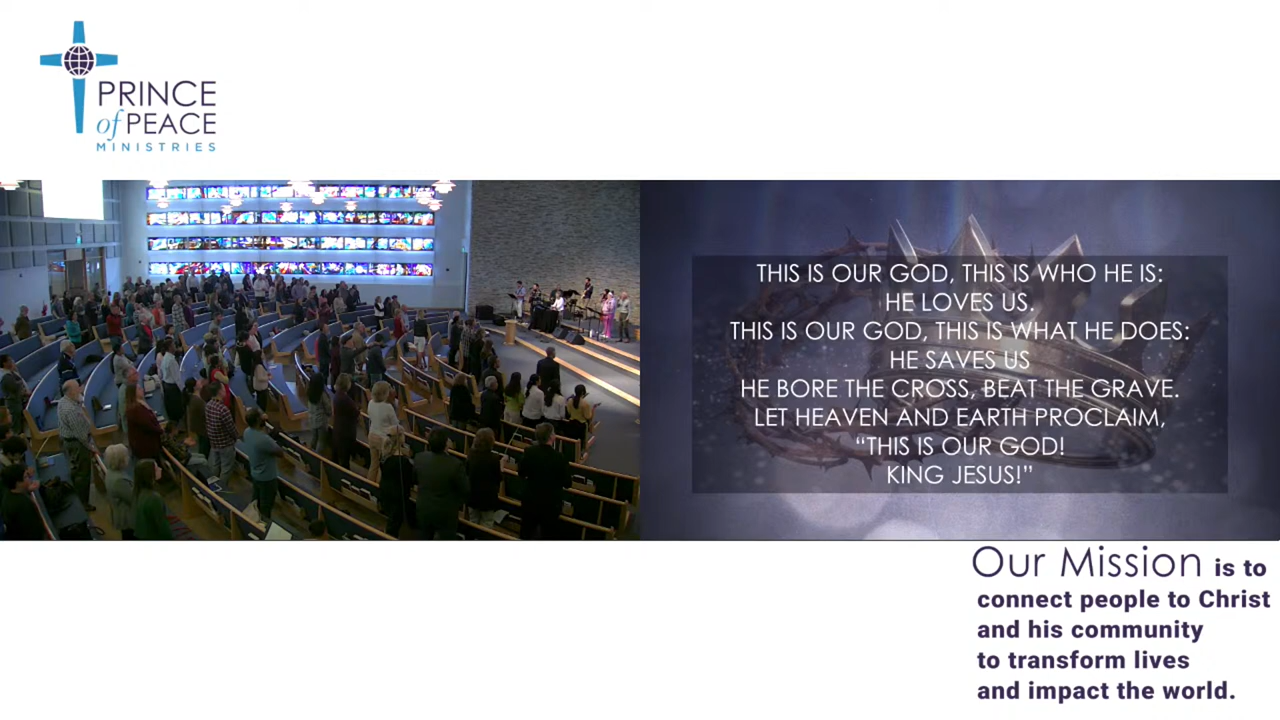 PRINCE
of PEACE
MINISTRIES
THIS IS OUR GOD, THIS IS WHO HE IS:
HE LOVES US.
THIS IS OUR GOD, THIS IS WHAT HE DOES:
HE SAVES US
HE BORE THE CROSS, BEAT THE GRAVE.
LET HEAVEN AND EARTH PROCLAIM,
“THIS IS OUR GOD!
KING JESUS!”
Our Mission is to
connect people to Christ
and his community
to transform lives
and impact the world.